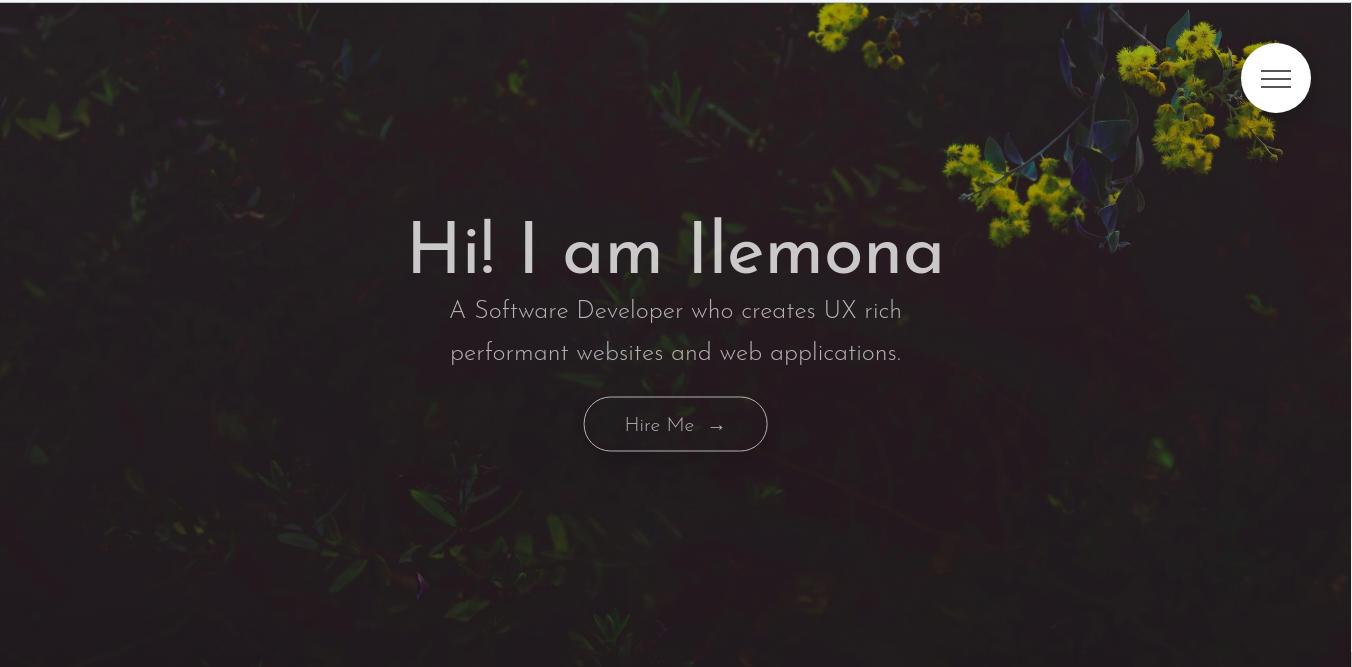 Hi! I am Ilemona
A Software Developer who creates UX rich
performant websites and web applications.
Hire Me →